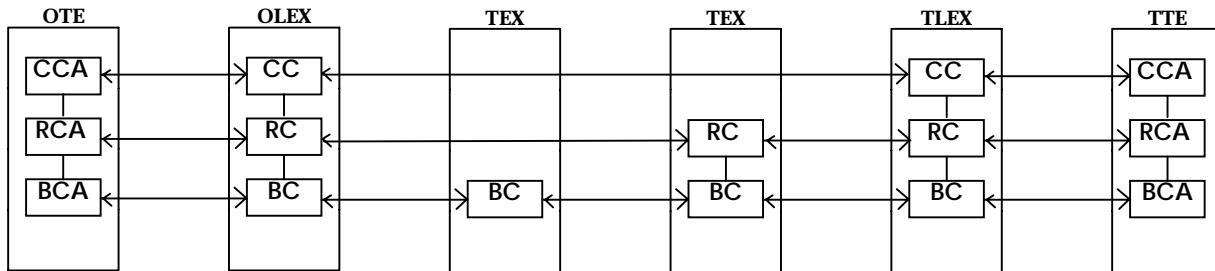 OTE OLEX TEX TEX TLEX TTE
CCA CC CC CCA
RCA RC RC RC RCA
BCA BC BC BC BC BCA